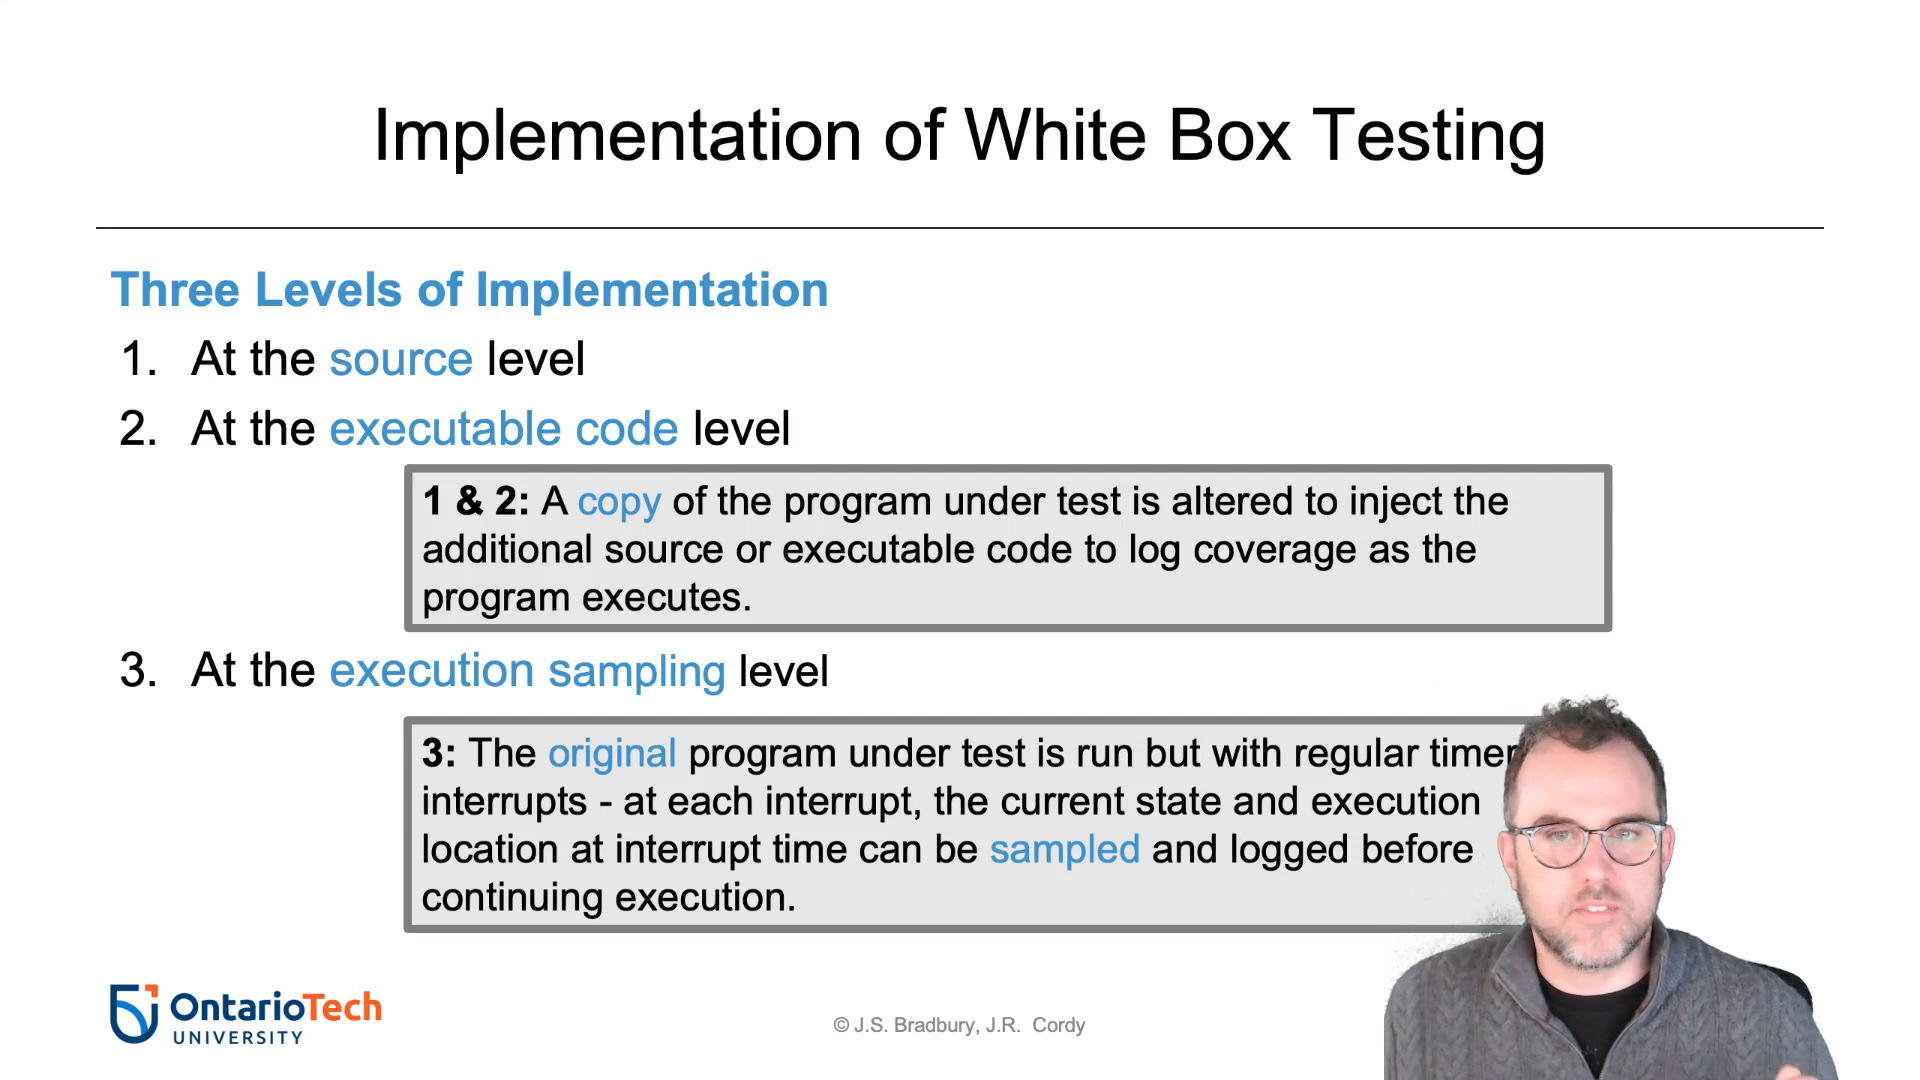 Implementation of White Box Testing
Three Levels of Implementation
1. At the source level
2. At the executable code level
1 & 2: A copy of the program under test is altered to inject the
additional source or executable code to log coverage as the
program executes.
3. At the execution sampling level
3: The original program under test is run but with regular timer
interrupts - at each interrupt, the current state and execution
location at interrupt time can be sampled and logged before
continuing execution.
OntarioTech
UNIVERSITY
© J.S. Bradbury, J.R. Cordy